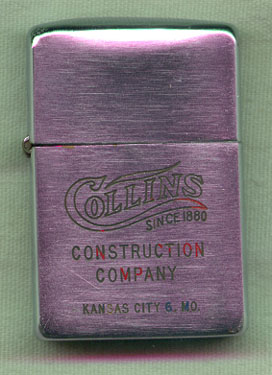 COLLINS
SINCE 1880
CONSTRUCTION
COMPANY
KANSAS CITY 6, MO.